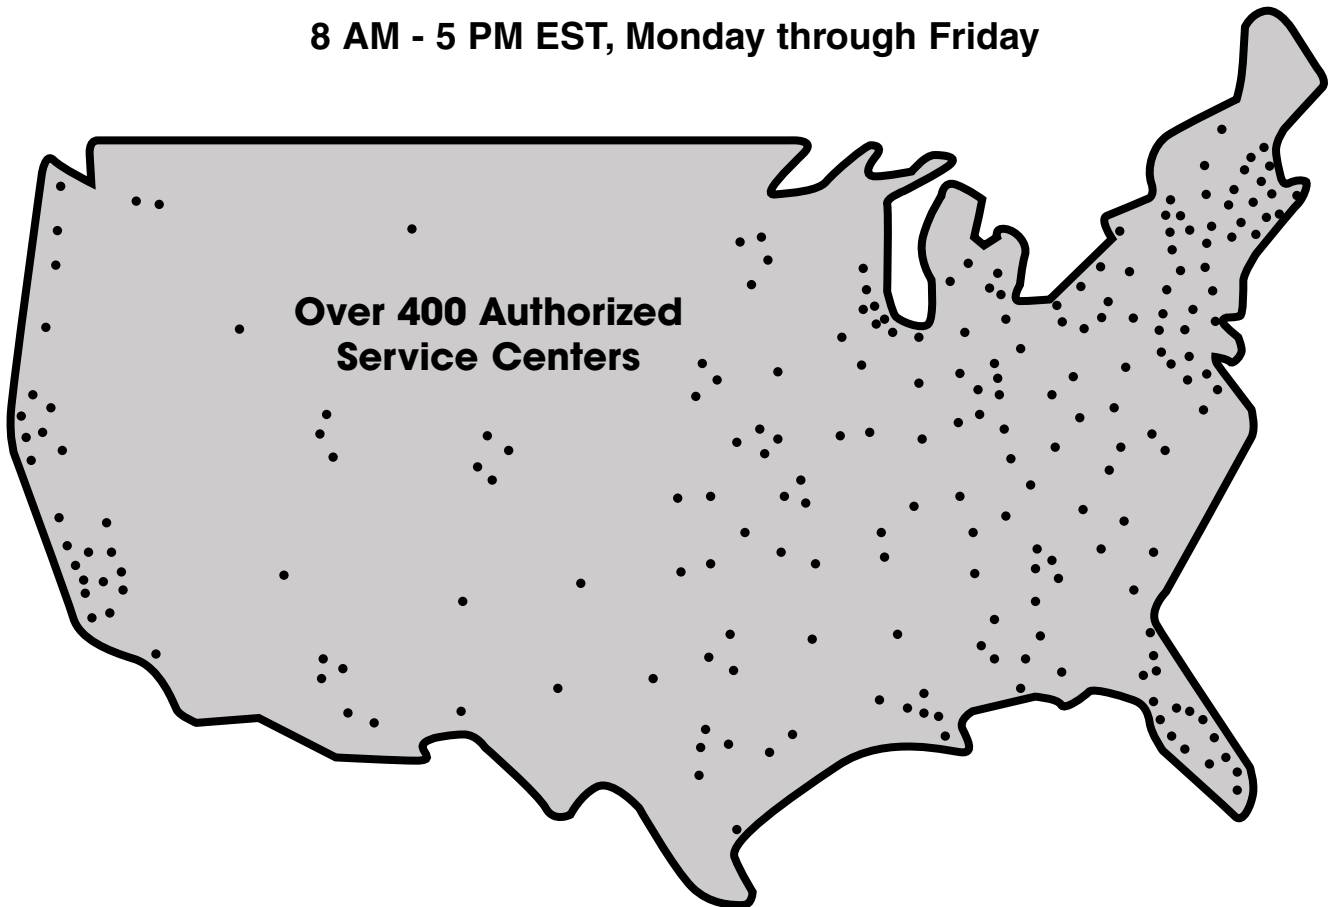 8 AM - 5 PM EST, Monday through Friday
Over 400 Authorized
Service Centers